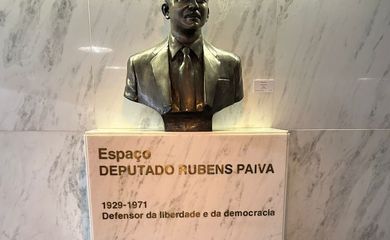 Espaço
DEPUTADO RUBENS PAIVA
1929-1971
Defensor da liberdade e da democracia